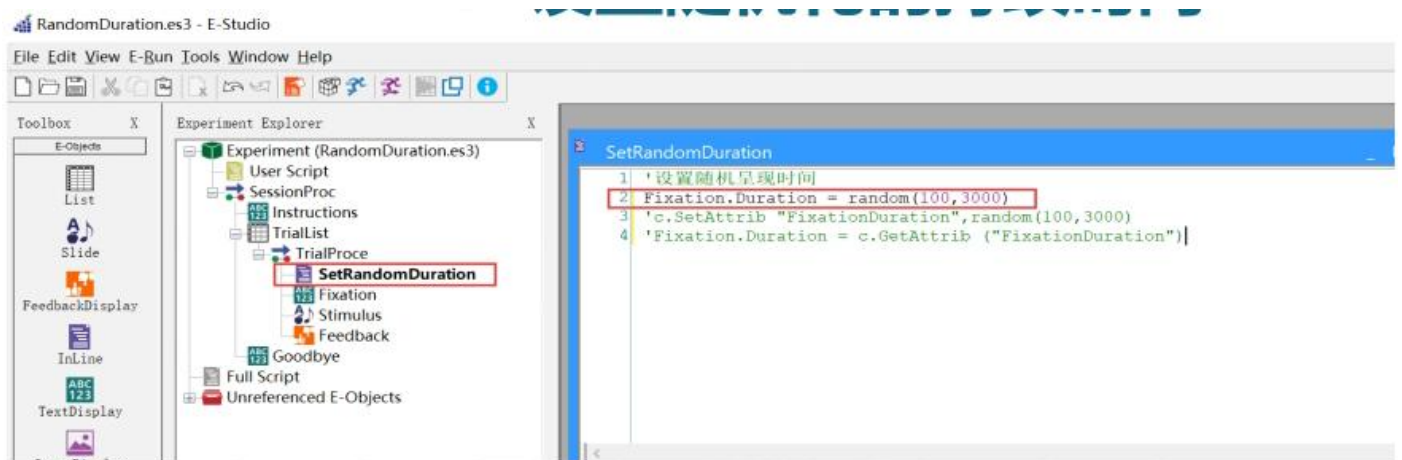 RandomDuration.es3 - E-Studio
File Edit View E-Run Tools Window Help
Toolbox X
E-Objects
List
Slide
FeedbackDisplay
InLine
TextDisplay
Experiment Explorer X
Experiment (RandomDuration.es3)
User Script
SessionProc
Instructions
TrialList
TrialProce
SetRandomDuration
Fixation
Stimulus
Feedback
Goodbye
Full Script
Unreferenced E-Objects
SetRandomDuration
1 '设置随机呈现时间
2 Fixation.Duration = random(100,3000)
3 'c.SetAttrib "FixationDuration",random(100,3000)
4 'Fixation.Duration = c.GetAttrib ("FixationDuration")